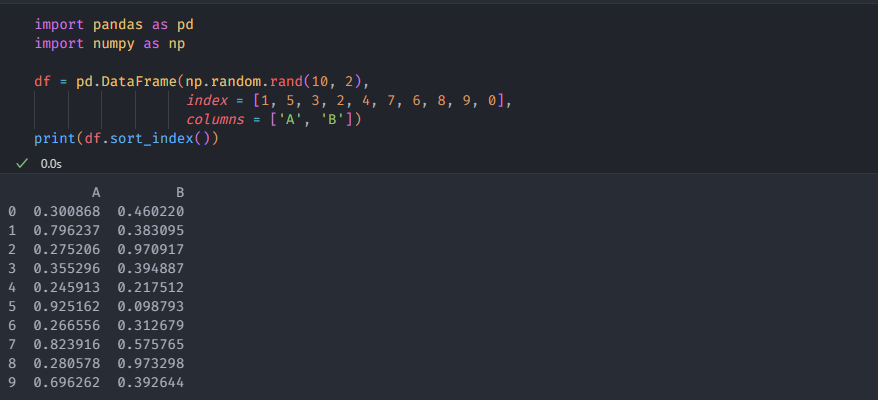 import pandas as pd
import numpy as np
df = pd.DataFrame(np.random.rand(10, 2),
index = [1, 5, 3, 2, 4, 7, 6, 8, 9, 0],
columns = ['A', 'B'])
print(df.sort_index())
✓ 0.0s
A B
0 0.300868 0.460220
1 0.796237 0.383095
2 0.275206 0.970917
3 0.355296 0.394887
4 0.245913 0.217512
5 0.925162 0.098793
6 0.266556 0.312679
7 0.823916 0.575765
8 0.280578 0.973298
9 0.696262 0.392644